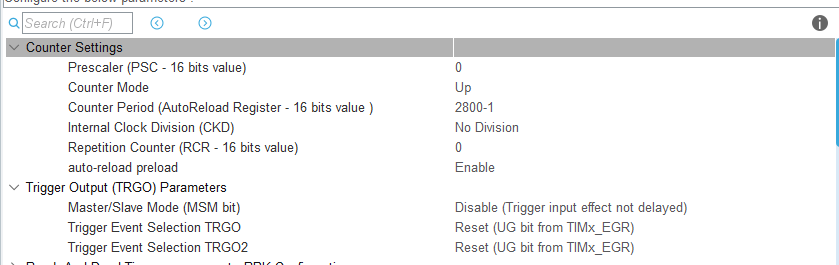 Configure the below parameters :
Search (Ctrl+F)
Counter Settings
Prescaler (PSC - 16 bits value) 0
Counter Mode Up
Counter Period (AutoReload Register - 16 bits value ) 2800-1
Internal Clock Division (CKD) No Division
Repetition Counter (RCR - 16 bits value) 0
auto-reload preload Enable
Trigger Output (TRGO) Parameters
Master/Slave Mode (MSM bit) Disable (Trigger input effect not delayed)
Trigger Event Selection TRGO Reset (UG bit from TIMx_EGR)
Trigger Event Selection TRGO2 Reset (UG bit from TIMx_EGR)